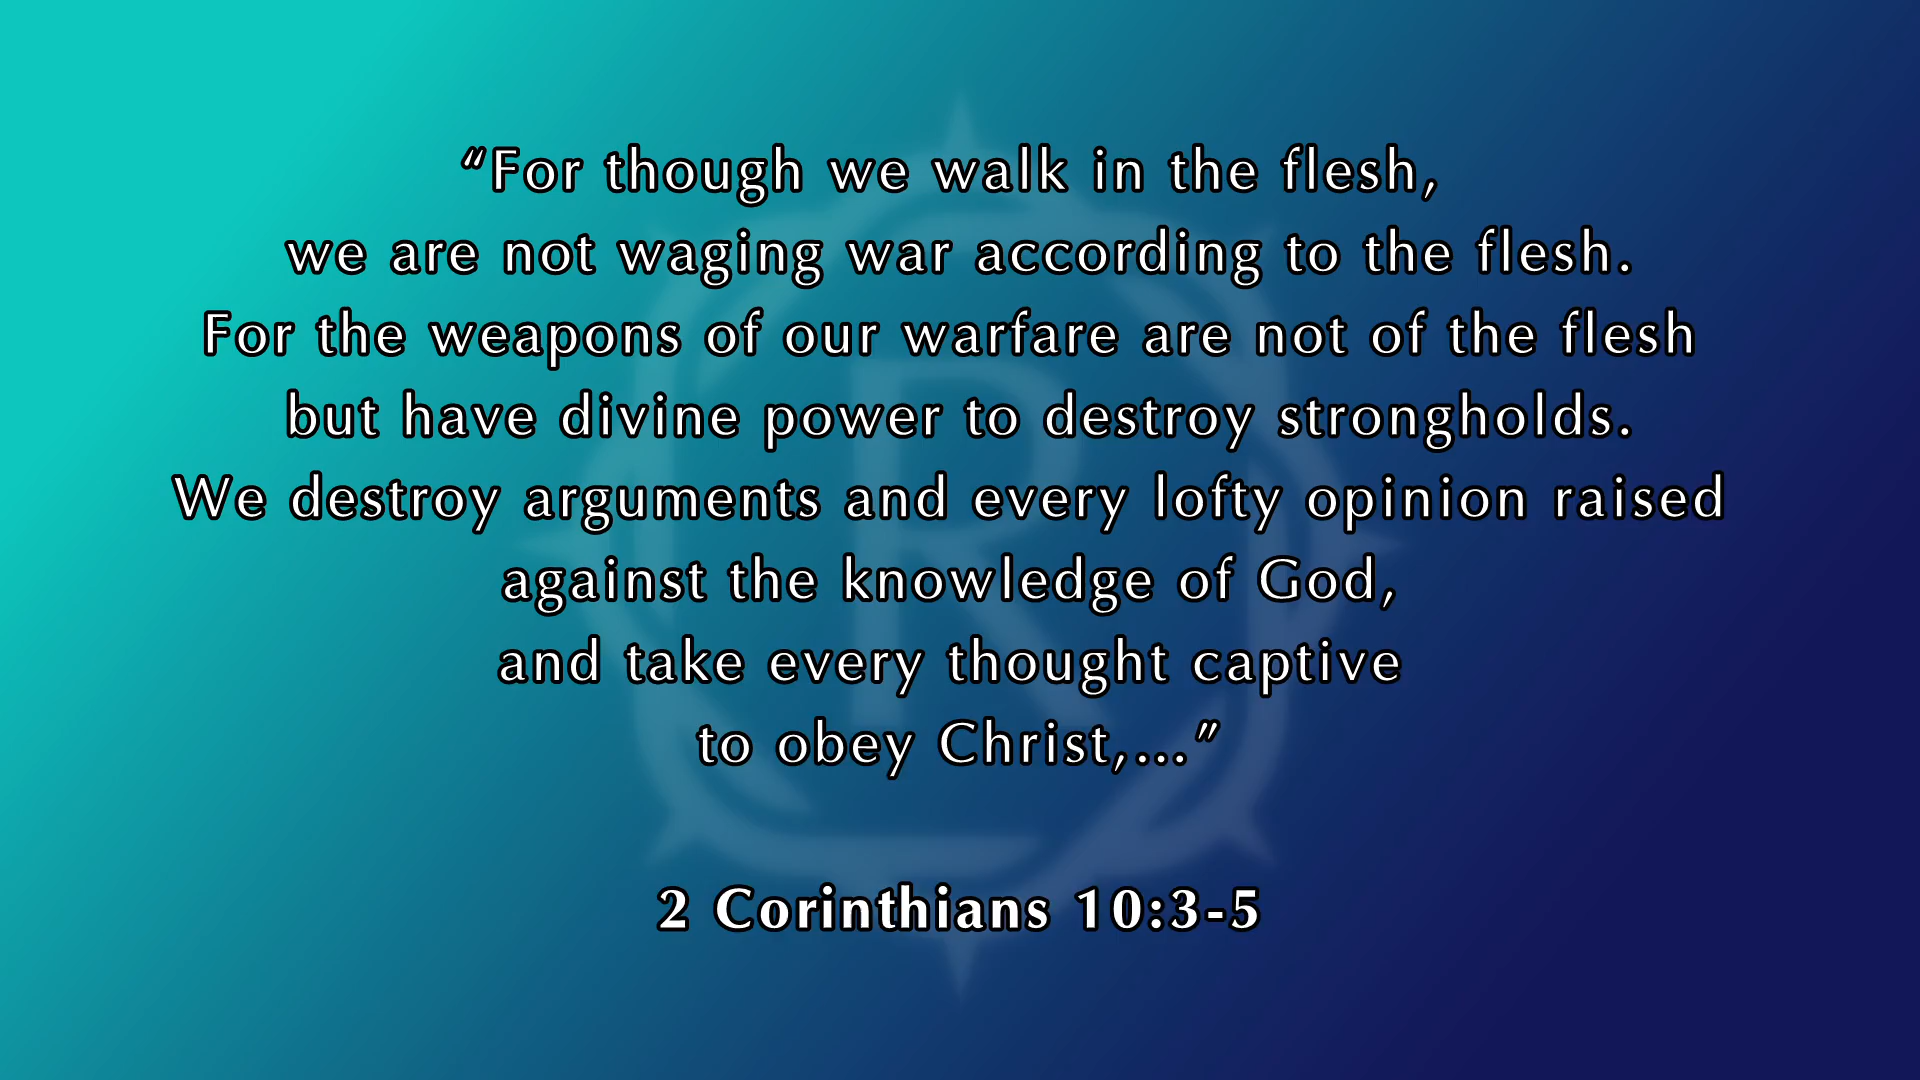 “For though we walk in the flesh,
we are not waging war according to the flesh.
For the weapons of our warfare are not of the flesh
but have divine power to destroy strongholds.
We destroy arguments and every lofty opinion raised
against the knowledge of God,
and take every thought captive
to obey Christ,…”
2 Corinthians 10:3-5
R